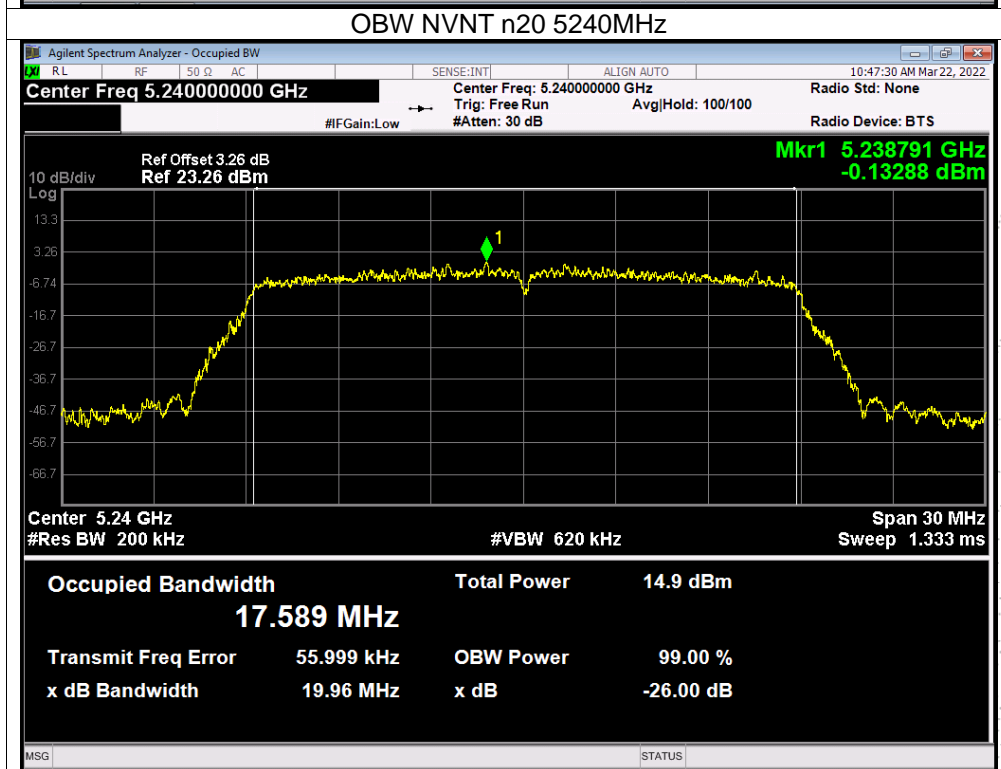 OBW NVNT n20 5240MHz
Agilent Spectrum Analyzer - Occupied BW
LXI RL RF 50 Ω AC SENSE:INT ALIGN AUTO 10:47:30 AM Mar 22, 2022
Center Freq 5.240000000 GHz Center Freq: 5.240000000 GHz Radio Std: None
Trig: Free Run Avg|Hold: 100/100
#IFGain:Low #Atten: 30 dB Radio Device: BTS
Mkr1 5.238791 GHz
Ref Offset 3.26 dB
10 dB/div Ref 23.26 dBm -0.13288 dBm
Log
13.3
1
3.26
-6.74
-16.7
-26.7
-36.7
-46.7
-56.7
-66.7
Center 5.24 GHz Span 30 MHz
#Res BW 200 kHz #VBW 620 kHz Sweep 1.333 ms
Occupied Bandwidth Total Power 14.9 dBm
17.589 MHz
Transmit Freq Error 55.999 kHz OBW Power 99.00 %
x dB Bandwidth 19.96 MHz x dB -26.00 dB
MSG STATUS